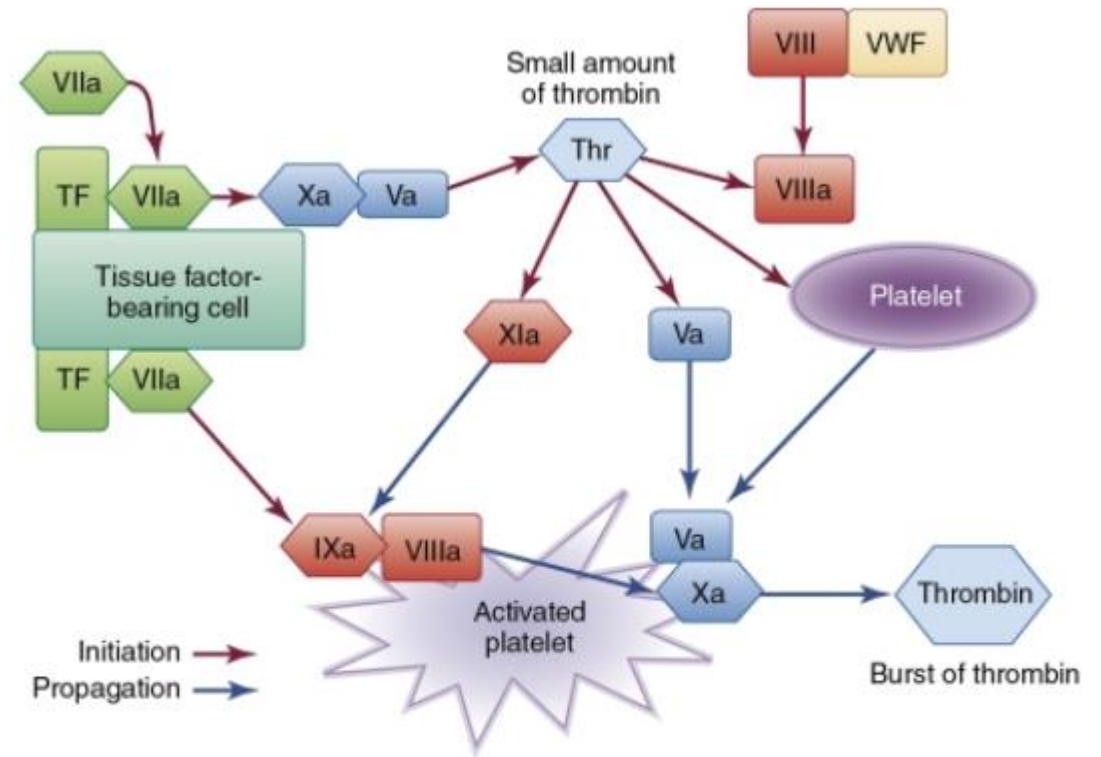 VIIa
Small amount
of thrombin
VIII
VWF
TF
VIIa
Xa
Va
Thr
VIIIa
Tissue factor-
bearing cell
Platelet
XIa
Va
TF
VIIa
IXa
VIIIa
Va
Xa
Thrombin
Activated
platelet
Initiation
Propagation
Burst of thrombin